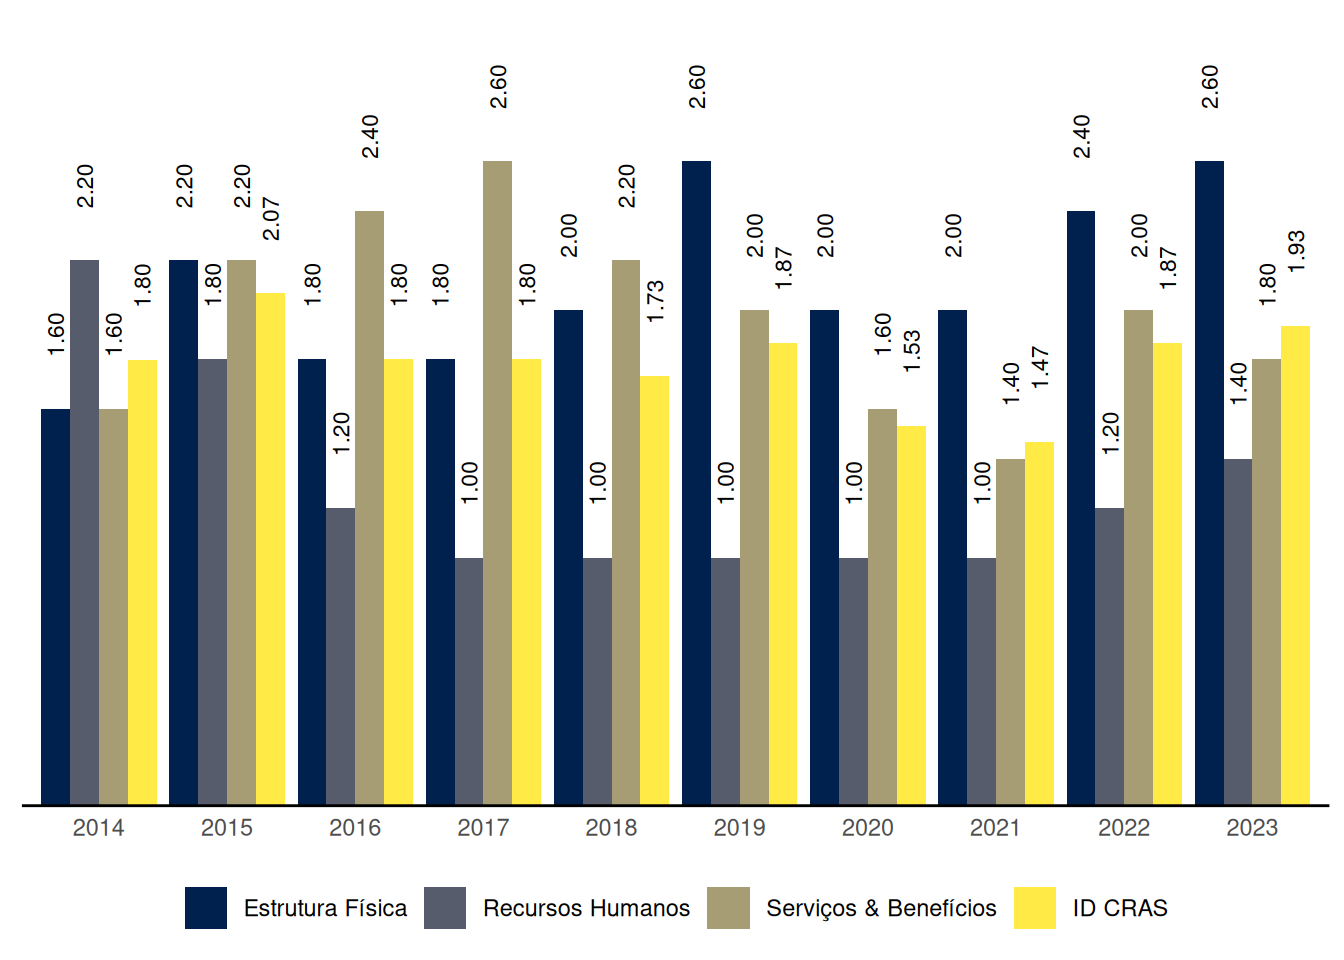 1.60 2.20 1.60 1.80 2.20 1.80 2.20 2.07 1.80 1.20 2.40 1.80 1.80 1.00 2.60 1.80 2.00 1.00 2.20 1.73 2.60 1.00 2.00 1.87 2.00 1.00 1.60 1.53 2.00 1.00 1.40 1.47 2.40 1.20 2.00 1.87 2.60 1.40 1.80 1.93
2014 2015 2016 2017 2018 2019 2020 2021 2022 2023
Estrutura Física Recursos Humanos Serviços & Benefícios ID CRAS